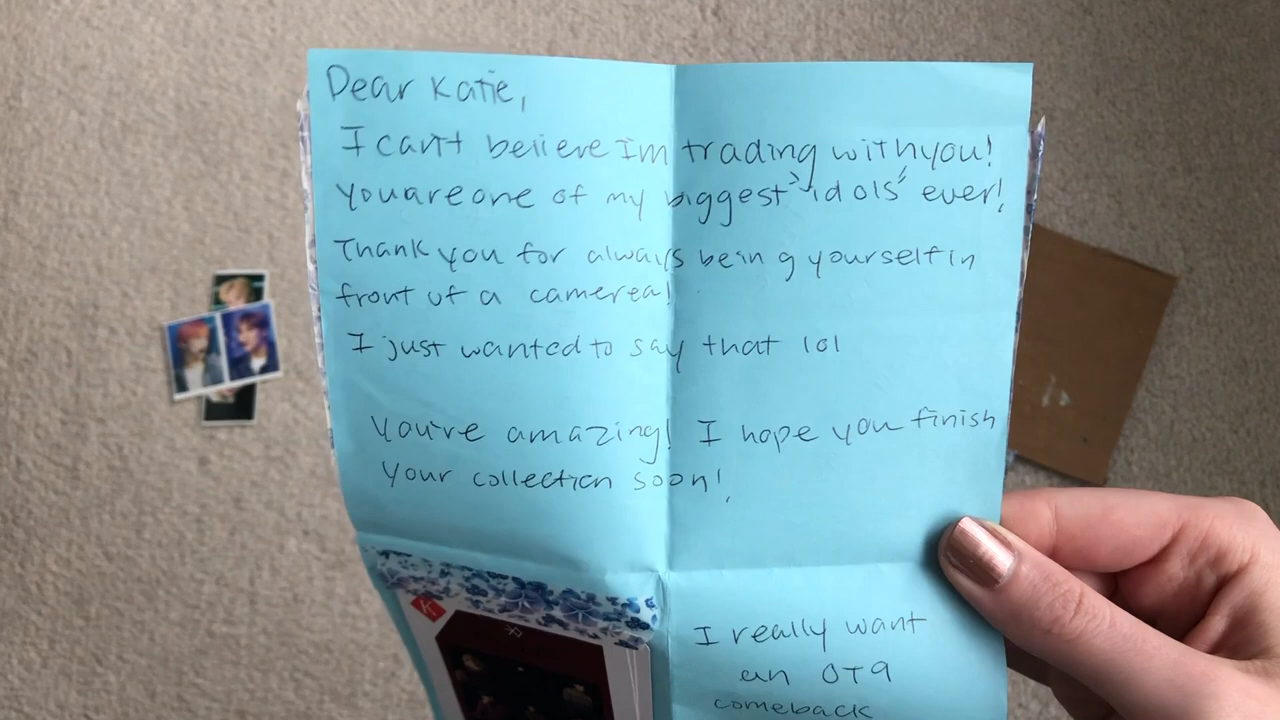 Dear Katie,
I can't believe Im trading with you!
You are one of my biggest "idols" ever!
Thank you for always being yourself in
front of a camerea!
I just wanted to say that lol
You're amazing! I hope you finish
your collection soon!
K
I really want
an OT9
comeback